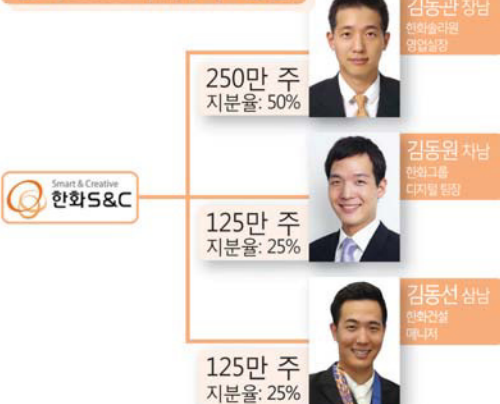 김동관 장남
한화솔라원
영업실장
250만 주
지분율: 50%
김동원 차남
한화그룹
디지털 팀장
Smart & Creative
한화S&C
125만 주
지분율: 25%
김동선 삼남
한화건설
매니저
125만 주
지분율: 25%